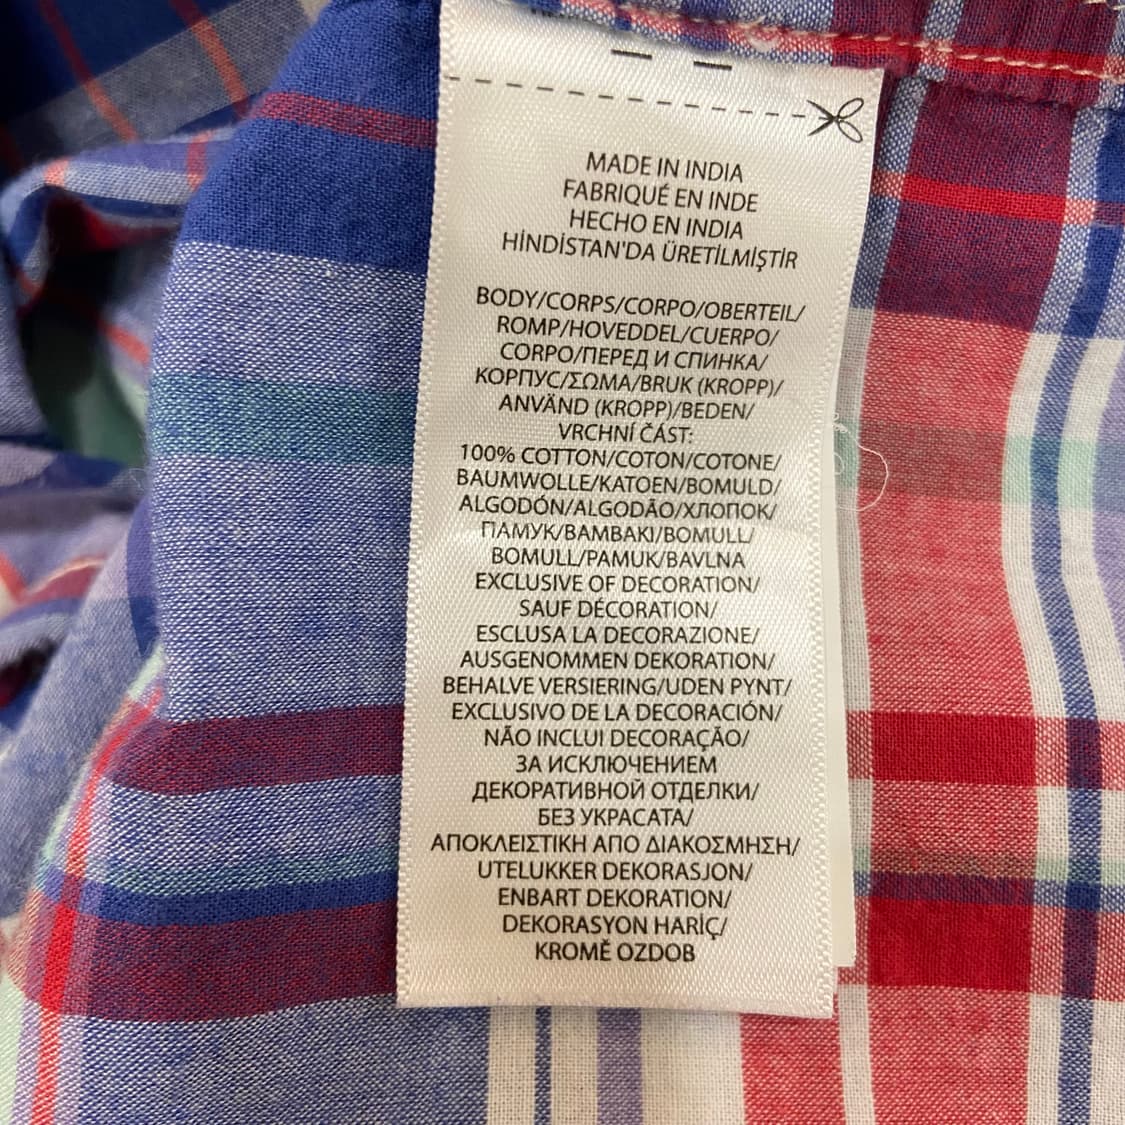 MADE IN INDIA
FABRIQUÉ EN INDE
HECHO EN INDIA
HİNDİSTAN'DA ÜRETİLMİŞTİR
BODY/CORPS/CORPO/OBERTEIL/
ROMP/HOVEDDEL/CUERPO/
CORPO/ПЕРЕД И СПИНКА/
КОРПУС/ΣΩΜΑ/BRUK (KROPP)/
ANVÄND (KROPP)/BEDEN/
VRCHNÍ ČÁST:
100% COTTON/COTON/COTONE/
BAUMWOLLE/KATOEN/BOMULD/
ALGODÓN/ALGODÃO/ХЛОПОК/
ПАМУК/ΒΑΜΒΑΚΙ/BOMULL/
BOMULL/PAMUK/BAVLNA
EXCLUSIVE OF DECORATION/
SAUF DÉCORATION/
ESCLUSA LA DECORAZIONE/
AUSGENOMMEN DEKORATION/
BEHALVE VERSIERING/UDEN PYNT/
EXCLUSIVO DE LA DECORACIÓN/
NÃO INCLUI DECORAÇÃO/
ЗА ИСКЛЮЧЕНИЕМ
ДЕКОРАТИВНОЙ ОТДЕЛКИ/
БЕЗ УКРАСАТА/
ΑΠΟΚΛΕΙΣΤΙΚΗ ΑΠΟ ΔΙΑΚΟΣΜΗΣΗ/
UTELUKKER DEKORASJON/
ENBART DEKORATION/
DEKORASYON HARİÇ/
KROMĚ OZDOB